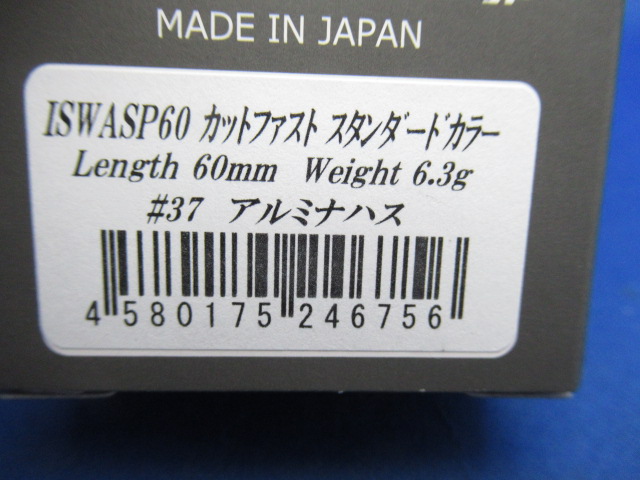 MADE IN JAPAN
ISWASP60 カットファスト スタンダードカラー
Length 60mm Weight 6.3g
#37 アルミナハス
4 580175 246756